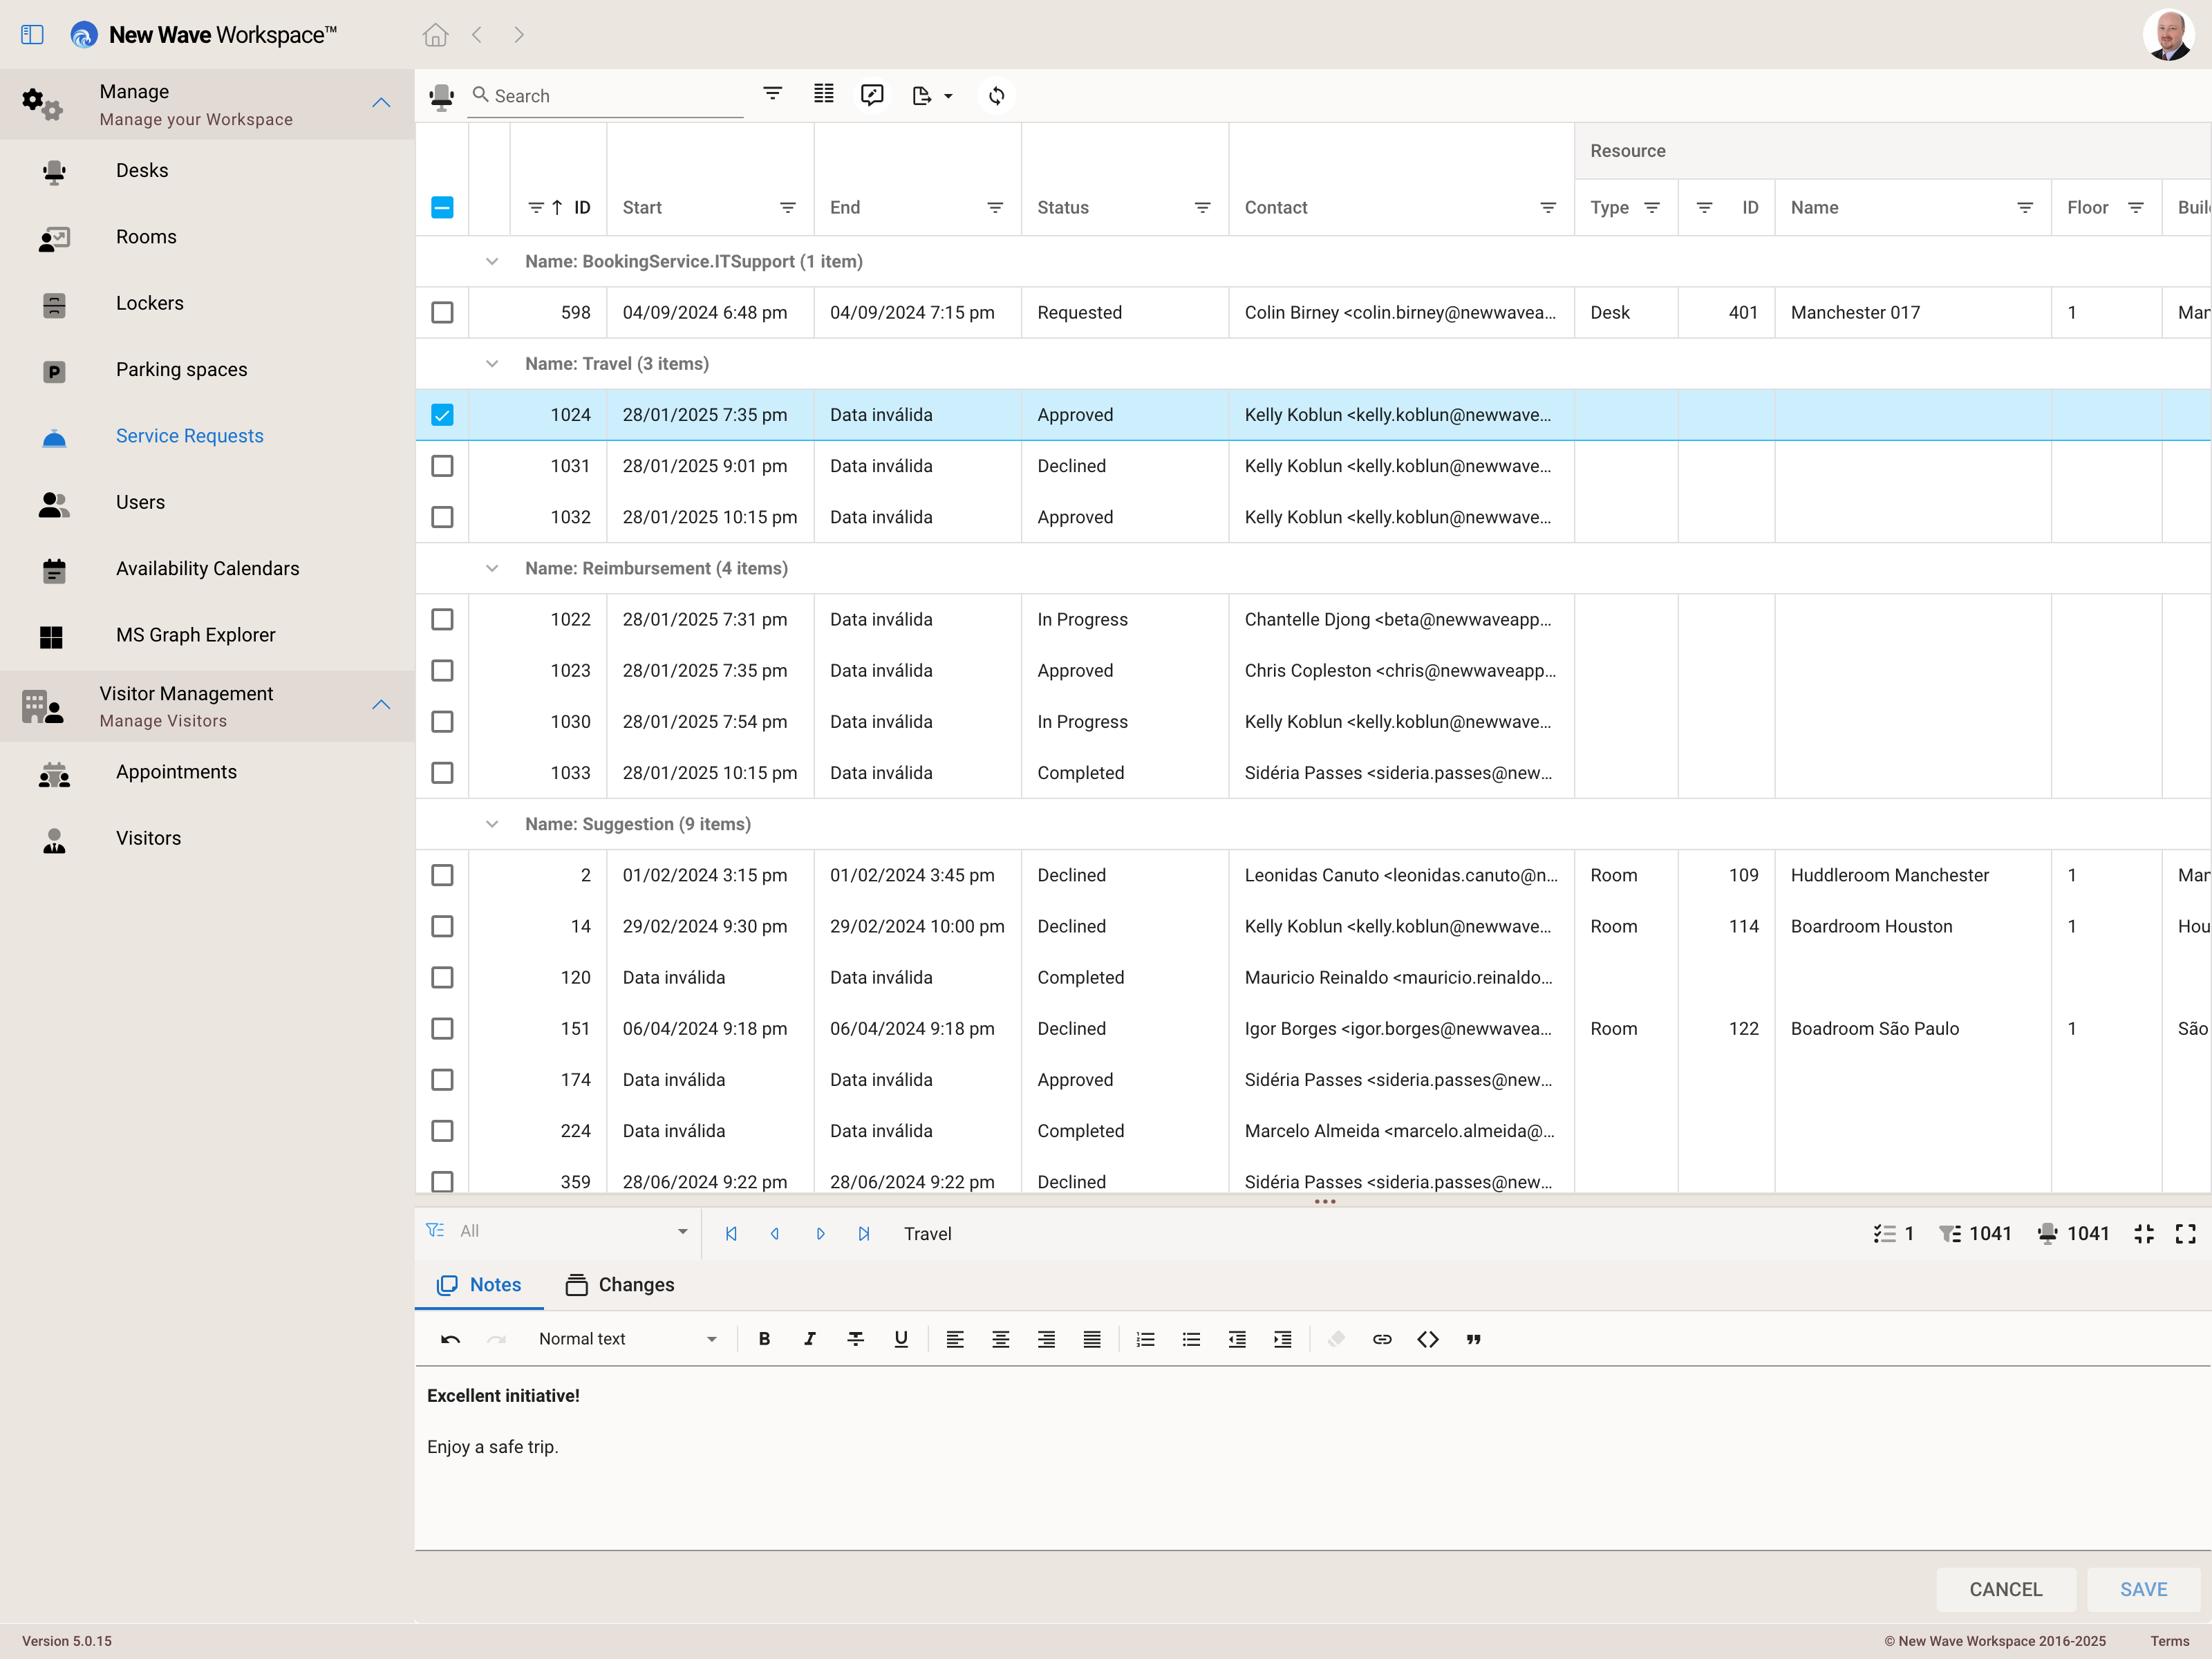 New Wave Workspace™
Manage
Manage your Workspace
Desks
Rooms
Lockers
Parking spaces
Service Requests
Users
Availability Calendars
MS Graph Explorer
Visitor Management
Manage Visitors
Appointments
Visitors
Search
Resource
ID Start End Status Contact Type ID Name Floor Buil
Name: BookingService.ITSupport (1 item)
598 04/09/2024 6:48 pm 04/09/2024 7:15 pm Requested Colin Birney <colin.birney@newwavea... Desk 401 Manchester 017 1 Man
Name: Travel (3 items)
1024 28/01/2025 7:35 pm Data inválida Approved Kelly Koblun <kelly.koblun@newwave...
1031 28/01/2025 9:01 pm Data inválida Declined Kelly Koblun <kelly.koblun@newwave...
1032 28/01/2025 10:15 pm Data inválida Approved Kelly Koblun <kelly.koblun@newwave...
Name: Reimbursement (4 items)
1022 28/01/2025 7:31 pm Data inválida In Progress Chantelle Djong <beta@newwaveapp...
1023 28/01/2025 7:35 pm Data inválida Approved Chris Copleston <chris@newwaveapp...
1030 28/01/2025 7:54 pm Data inválida In Progress Kelly Koblun <kelly.koblun@newwave...
1033 28/01/2025 10:15 pm Data inválida Completed Sidéria Passes <sideria.passes@new...
Name: Suggestion (9 items)
2 01/02/2024 3:15 pm 01/02/2024 3:45 pm Declined Leonidas Canuto <leonidas.canuto@n... Room 109 Huddleroom Manchester 1 Man
14 29/02/2024 9:30 pm 29/02/2024 10:00 pm Declined Kelly Koblun <kelly.koblun@newwave... Room 114 Boardroom Houston 1 Hou
120 Data inválida Data inválida Completed Mauricio Reinaldo <mauricio.reinaldo...
151 06/04/2024 9:18 pm 06/04/2024 9:18 pm Declined Igor Borges <igor.borges@newwavea... Room 122 Boadroom São Paulo 1 São
174 Data inválida Data inválida Approved Sidéria Passes <sideria.passes@new...
224 Data inválida Data inválida Completed Marcelo Almeida <marcelo.almeida@...
359 28/06/2024 9:22 pm 28/06/2024 9:22 pm Declined Sidéria Passes <sideria.passes@new...
All Travel 1 1041 1041
Notes Changes
Normal text
Excellent initiative!
Enjoy a safe trip.
CANCEL SAVE
Version 5.0.15 © New Wave Workspace 2016-2025 Terms